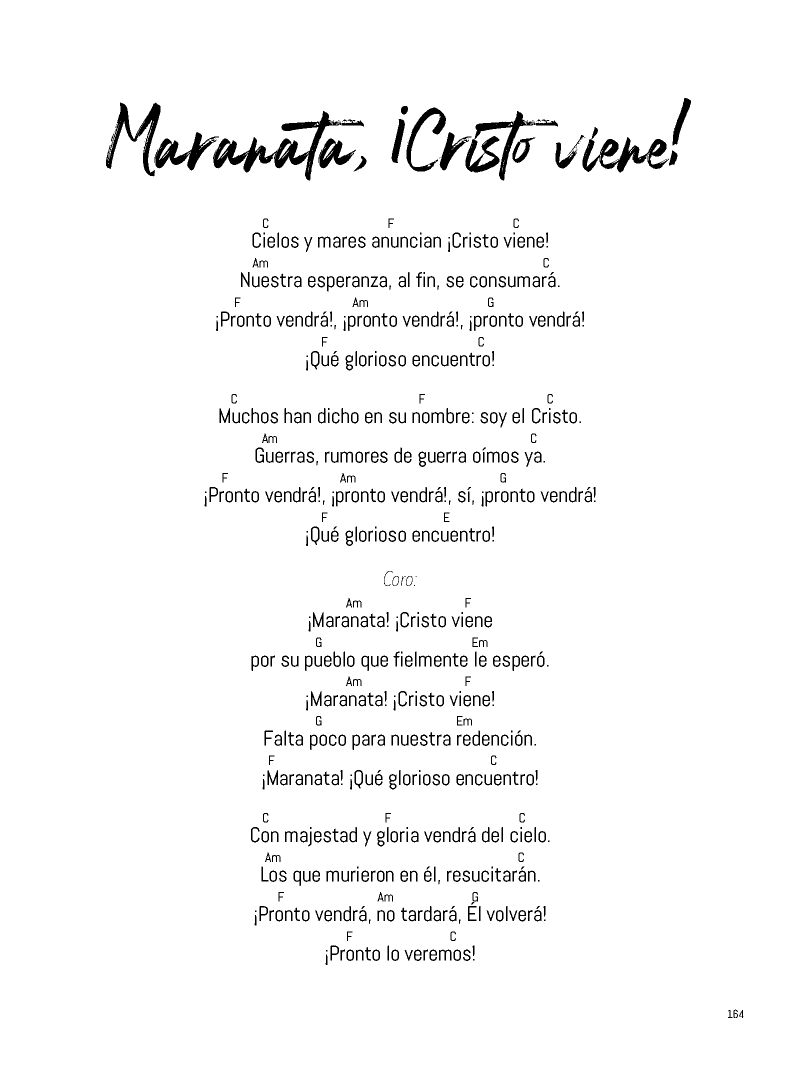 Maranata, ¡Cristo viene!
C F C
Cielos y mares anuncian ¡Cristo viene!
Am C
Nuestra esperanza, al fin, se consumará.
F Am G
¡Pronto vendrá!, ¡pronto vendrá!, ¡pronto vendrá!
F C
¡Qué glorioso encuentro!
C F C
Muchos han dicho en su nombre: soy el Cristo.
Am C
Guerras, rumores de guerra oímos ya.
F Am G
¡Pronto vendrá!, ¡pronto vendrá!, sí, ¡pronto vendrá!
F E
¡Qué glorioso encuentro!
Coro:
Am F
¡Maranata! ¡Cristo viene
G Em
por su pueblo que fielmente le esperó.
Am F
¡Maranata! ¡Cristo viene!
G Em
Falta poco para nuestra redención.
F C
¡Maranata! ¡Qué glorioso encuentro!
C F C
Con majestad y gloria vendrá del cielo.
Am C
Los que murieron en él, resucitarán.
F Am G
¡Pronto vendrá, no tardará, Él volverá!
F C
¡Pronto lo veremos!
164